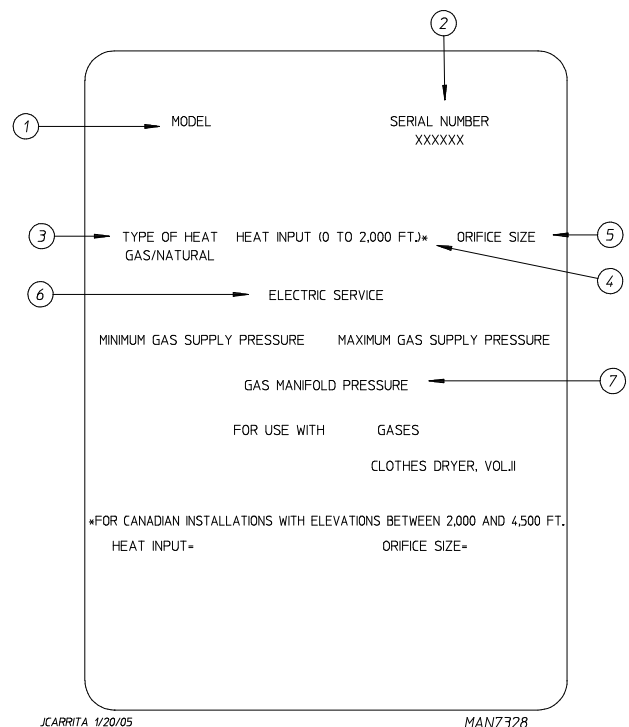 2
1
MODEL SERIAL NUMBER
XXXXXX
3 TYPE OF HEAT HEAT INPUT (0 TO 2,000 FT.)* ORIFICE SIZE 5
GAS/NATURAL
4
6 ELECTRIC SERVICE
MINIMUM GAS SUPPLY PRESSURE MAXIMUM GAS SUPPLY PRESSURE
GAS MANIFOLD PRESSURE 7
FOR USE WITH GASES
CLOTHES DRYER, VOL.II
*FOR CANADIAN INSTALLATIONS WITH ELEVATIONS BETWEEN 2,000 AND 4,500 FT.
HEAT INPUT= ORIFICE SIZE=
JCARRITA 1/20/05 MAN7328